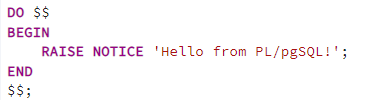 DO $$
BEGIN
    RAISE NOTICE 'Hello from PL/pgSQL!';
END
$$;